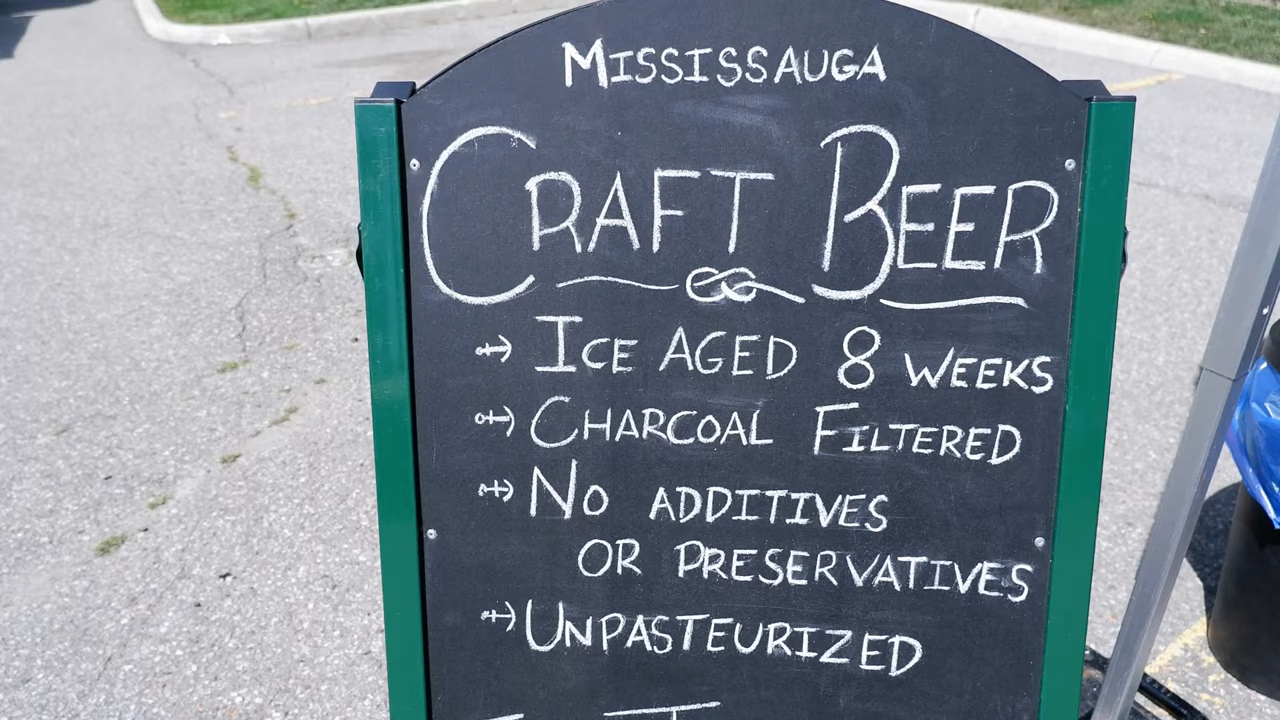 MISSISSAUGA
CRAFT BEER
ICE AGED 8 WEEKS
CHARCOAL FILTERED
NO ADDITIVES
OR PRESERVATIVES
UNPASTEURIZED